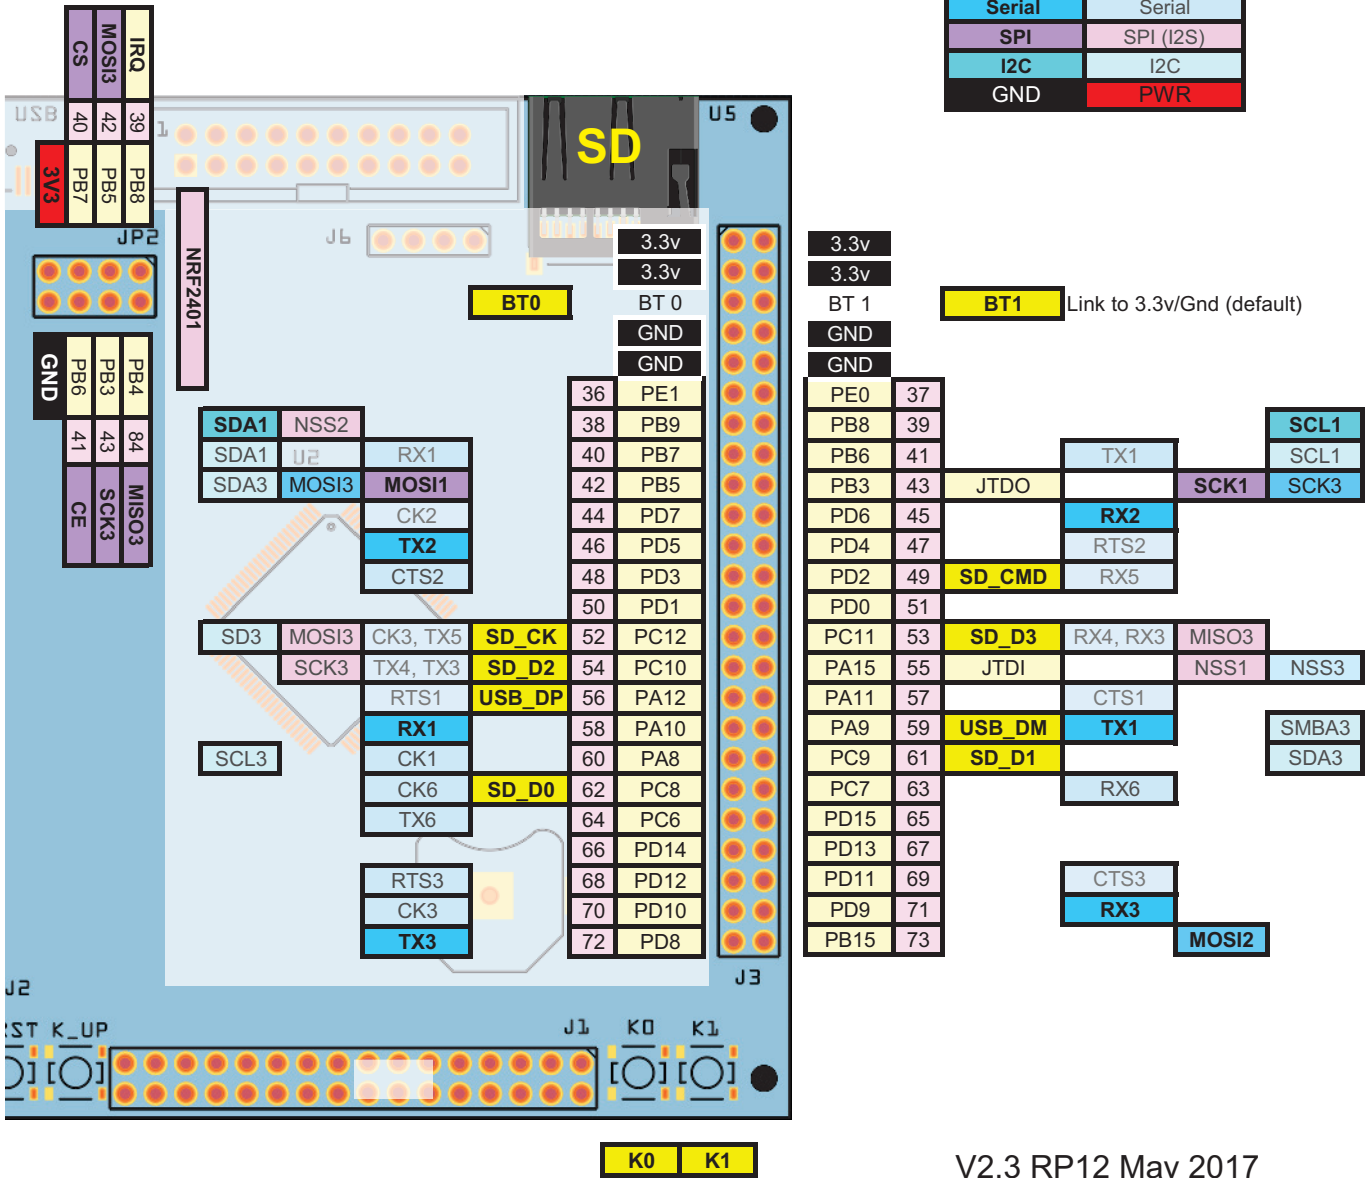 Serial Serial
SPI SPI (I2S)
I2C I2C
GND PWR
CS MOSI3 IRQ
40 42 39
3V3 PB7 PB5 PB8
USB
1
SD
U5
JP2
J6
NRF2401
GND PB6 PB3 PB4
41 43 84
CE SCK3 MISO3
3.3v 3.3v
3.3v 3.3v
BT0 BT 0 BT 1 BT1 Link to 3.3v/Gnd (default)
GND GND
GND GND
36 PE1 PE0 37
SDA1 NSS2 38 PB9 PB8 39 SCL1
SDA1 U2 RX1 40 PB7 PB6 41 TX1 SCL1
SDA3 MOSI3 MOSI1 42 PB5 PB3 43 JTDO SCK1 SCK3
CK2 44 PD7 PD6 45 RX2
TX2 46 PD5 PD4 47 RTS2
CTS2 48 PD3 PD2 49 SD_CMD RX5
50 PD1 PD0 51
SD3 MOSI3 CK3, TX5 SD_CK 52 PC12 PC11 53 SD_D3 RX4, RX3 MISO3
SCK3 TX4, TX3 SD_D2 54 PC10 PA15 55 JTDI NSS1 NSS3
RTS1 USB_DP 56 PA12 PA11 57 CTS1
RX1 58 PA10 PA9 59 USB_DM TX1 SMBA3
SCL3 CK1 60 PA8 PC9 61 SD_D1 SDA3
CK6 SD_D0 62 PC8 PC7 63 RX6
TX6 64 PC6 PD15 65
66 PD14 PD13 67
RTS3 68 PD12 PD11 69 CTS3
CK3 70 PD10 PD9 71 RX3
TX3 72 PD8 PB15 73 MOSI2
J2 J3
ST K_UP J1 K0 K1
K0 K1
V2.3 RP12 May 2017